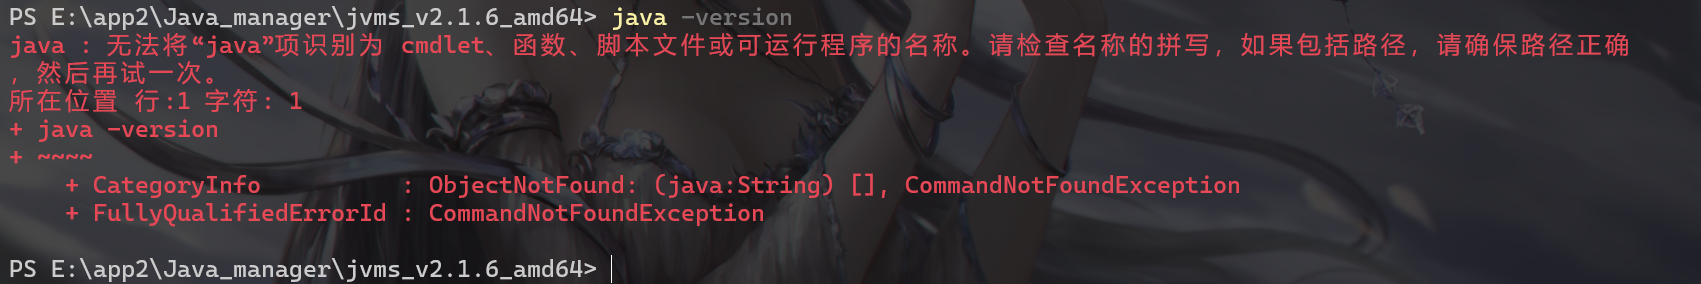 PS E:\app2\Java_manager\jvms_v2.1.6_amd64> java -version
java : 无法将“java”项识别为 cmdlet、函数、脚本文件或可运行程序的名称。请检查名称的拼写，如果包括路径，请确保路径正确
，然后再试一次。
所在位置 行:1 字符: 1
+ java -version
+ ~~~~
    + CategoryInfo          : ObjectNotFound: (java:String) [], CommandNotFoundException
    + FullyQualifiedErrorId : CommandNotFoundException
PS E:\app2\Java_manager\jvms_v2.1.6_amd64>